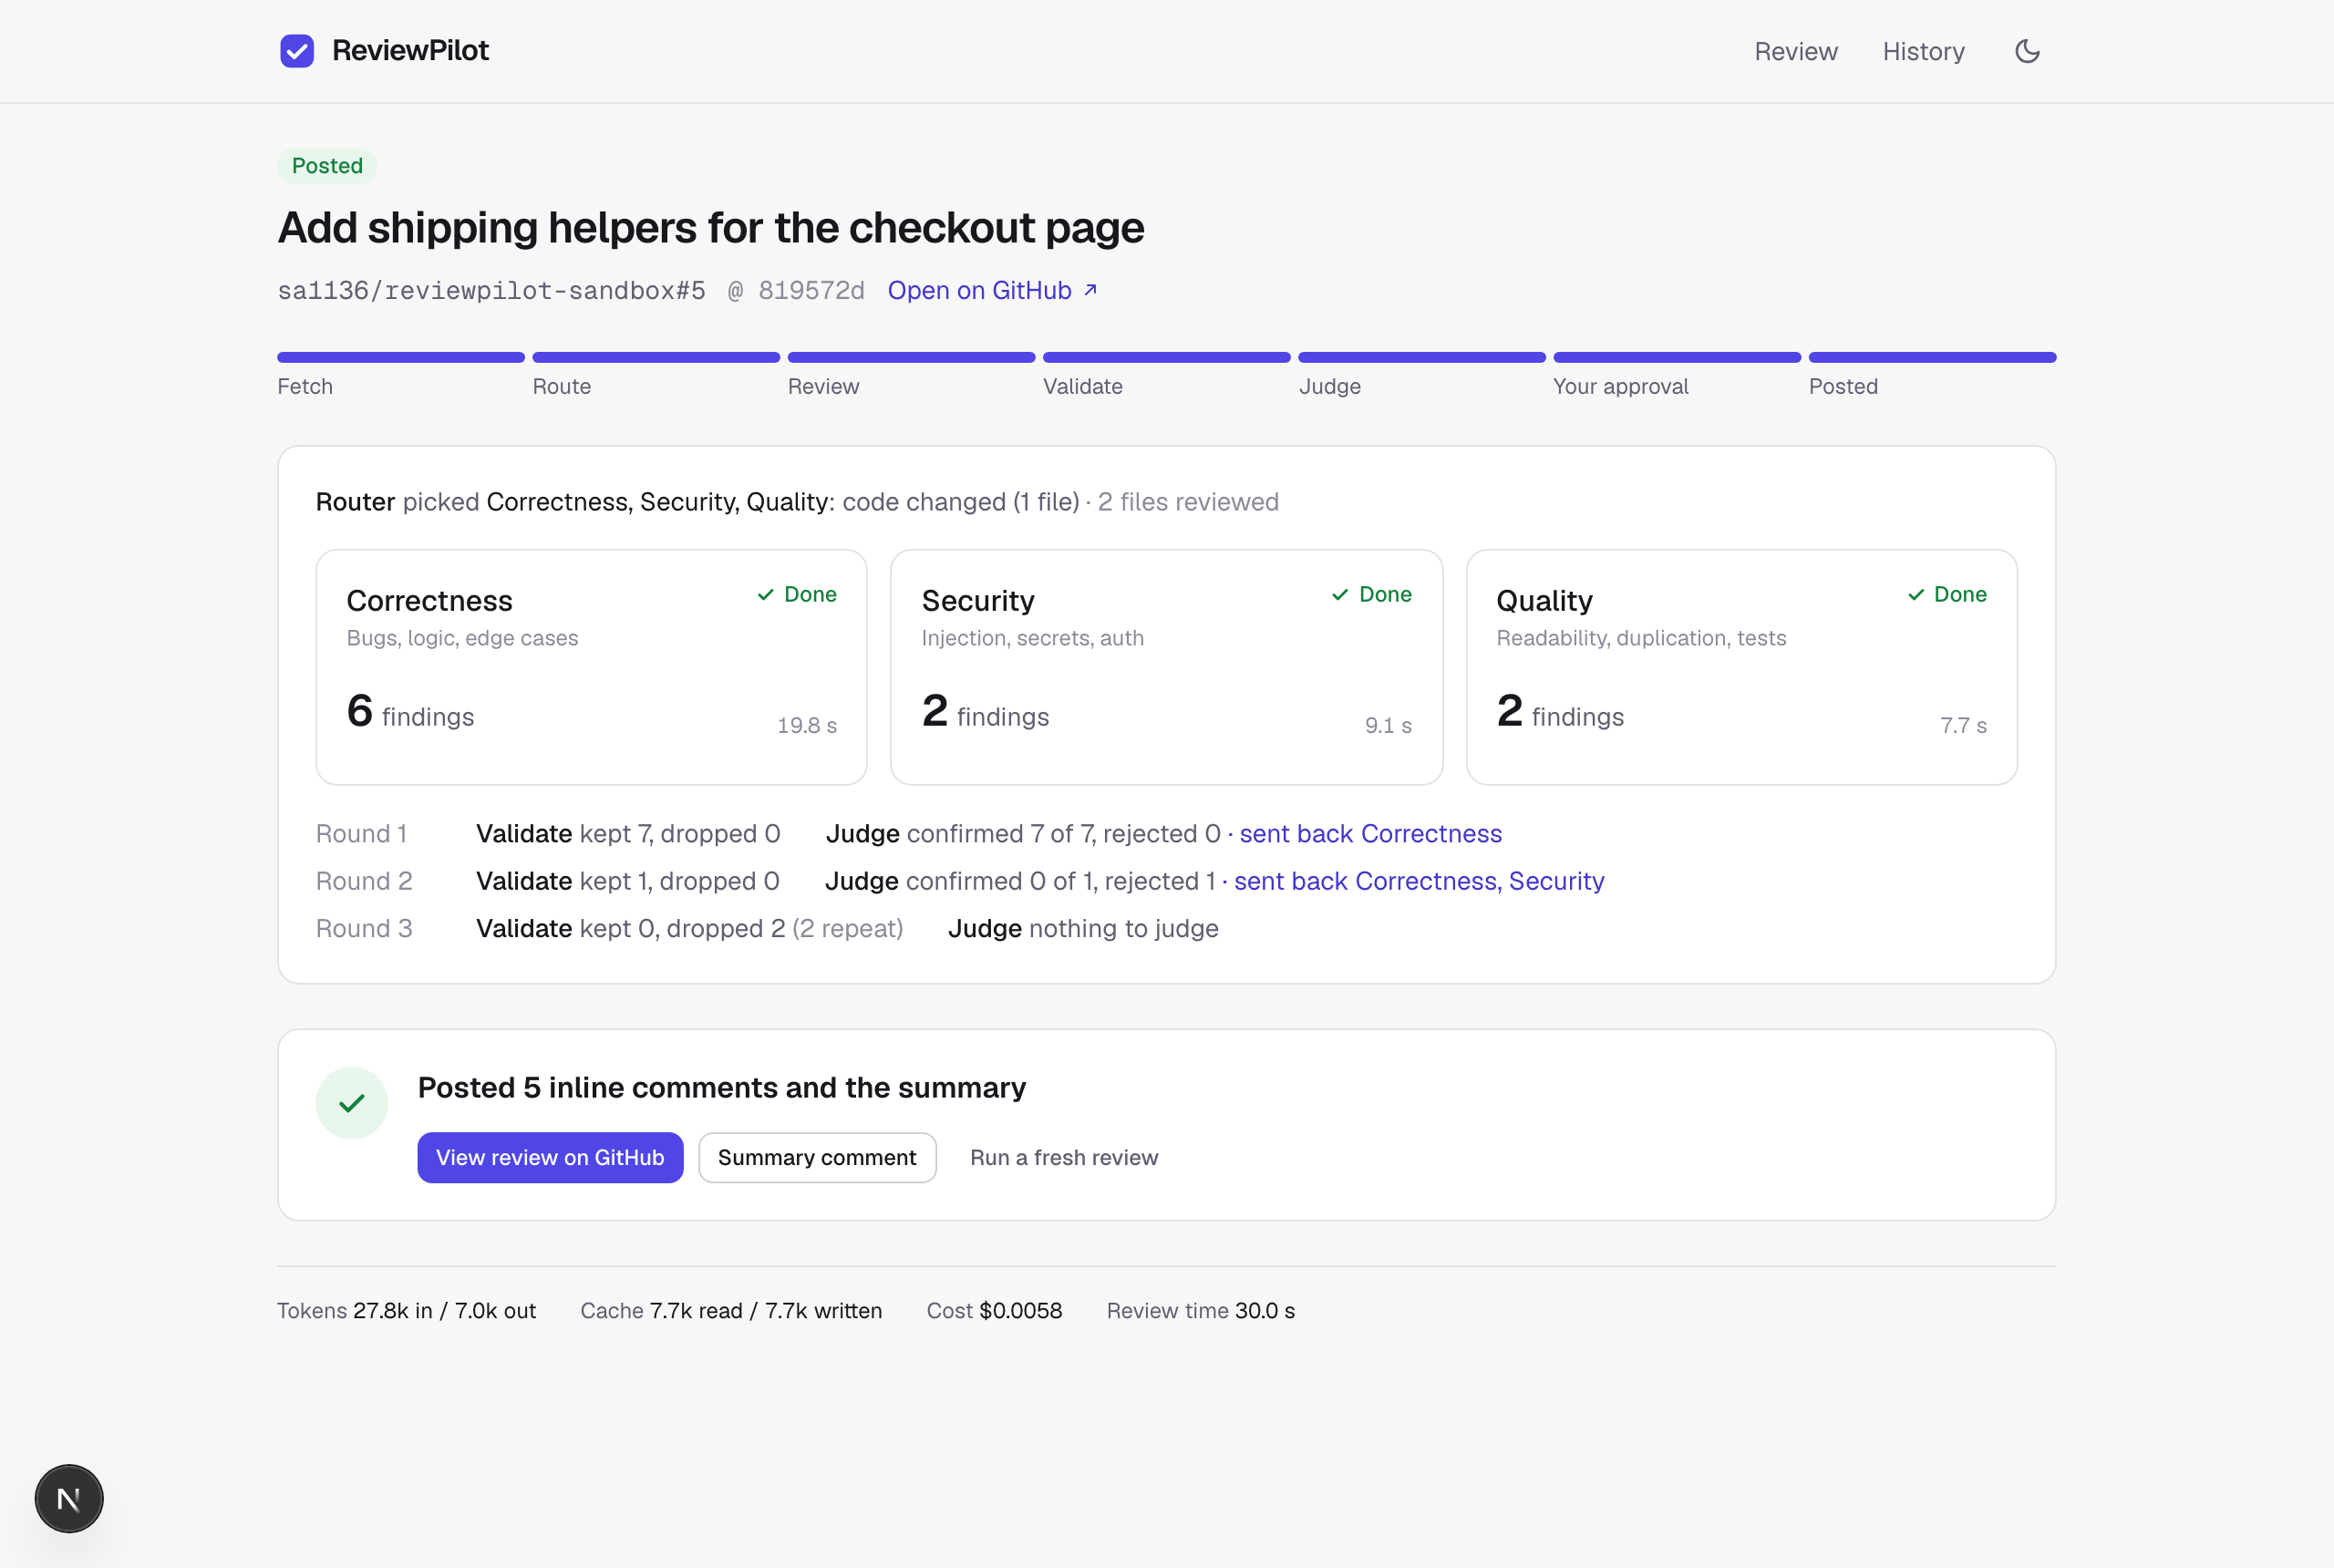 ReviewPilot
Review History
Posted
Add shipping helpers for the checkout page
sa1136/reviewpilot-sandbox#5 @ 819572d Open on GitHub ↗
Fetch Route Review Validate Judge Your approval Posted
Router picked Correctness, Security, Quality: code changed (1 file) · 2 files reviewed
Correctness ✓ Done
Bugs, logic, edge cases
6 findings 19.8 s
Security ✓ Done
Injection, secrets, auth
2 findings 9.1 s
Quality ✓ Done
Readability, duplication, tests
2 findings 7.7 s
Round 1 Validate kept 7, dropped 0 Judge confirmed 7 of 7, rejected 0 · sent back Correctness
Round 2 Validate kept 1, dropped 0 Judge confirmed 0 of 1, rejected 1 · sent back Correctness, Security
Round 3 Validate kept 0, dropped 2 (2 repeat) Judge nothing to judge
Posted 5 inline comments and the summary
View review on GitHub Summary comment Run a fresh review
Tokens 27.8k in / 7.0k out Cache 7.7k read / 7.7k written Cost $0.0058 Review time 30.0 s
N